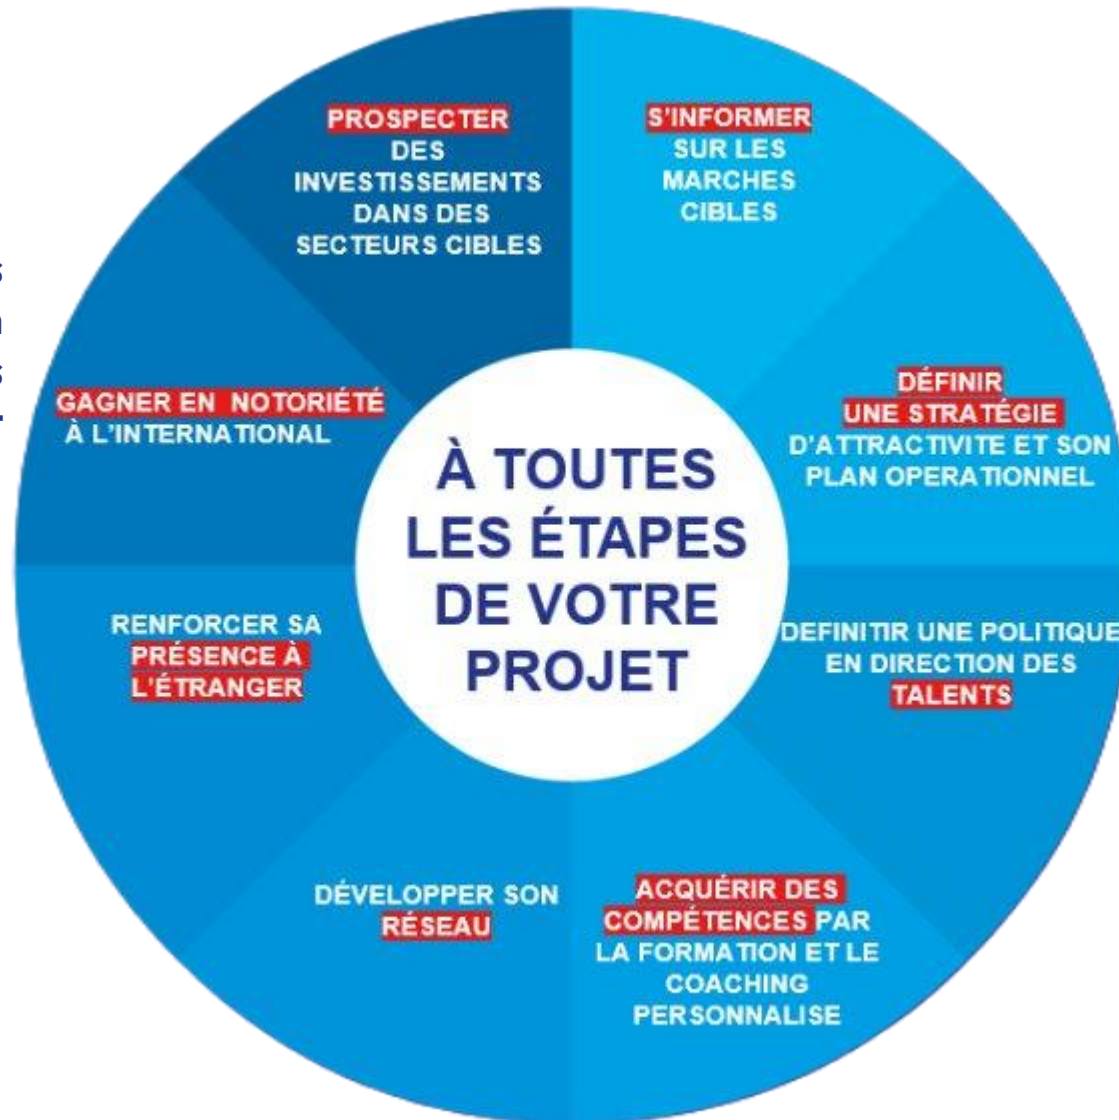 PROSPECTER
DES
INVESTISSEMENTS
DANS DES
SECTEURS CIBLES
S'INFORMER
SUR LES
MARCHES
CIBLES
DÉFINIR
UNE STRATÉGIE
D'ATTRACTIVITE ET SON
PLAN OPERATIONNEL
DEFINITIR UNE POLITIQUE
EN DIRECTION DES
TALENTS
ACQUÉRIR DES
COMPÉTENCES PAR
LA FORMATION ET LE
COACHING
PERSONNALISE
DÉVELOPPER SON
RÉSEAU
RENFORCER SA
PRÉSENCE À
L'ÉTRANGER
GAGNER EN NOTORIÉTÉ
À L'INTERNATIONAL
À TOUTES
LES ÉTAPES
DE VOTRE
PROJET